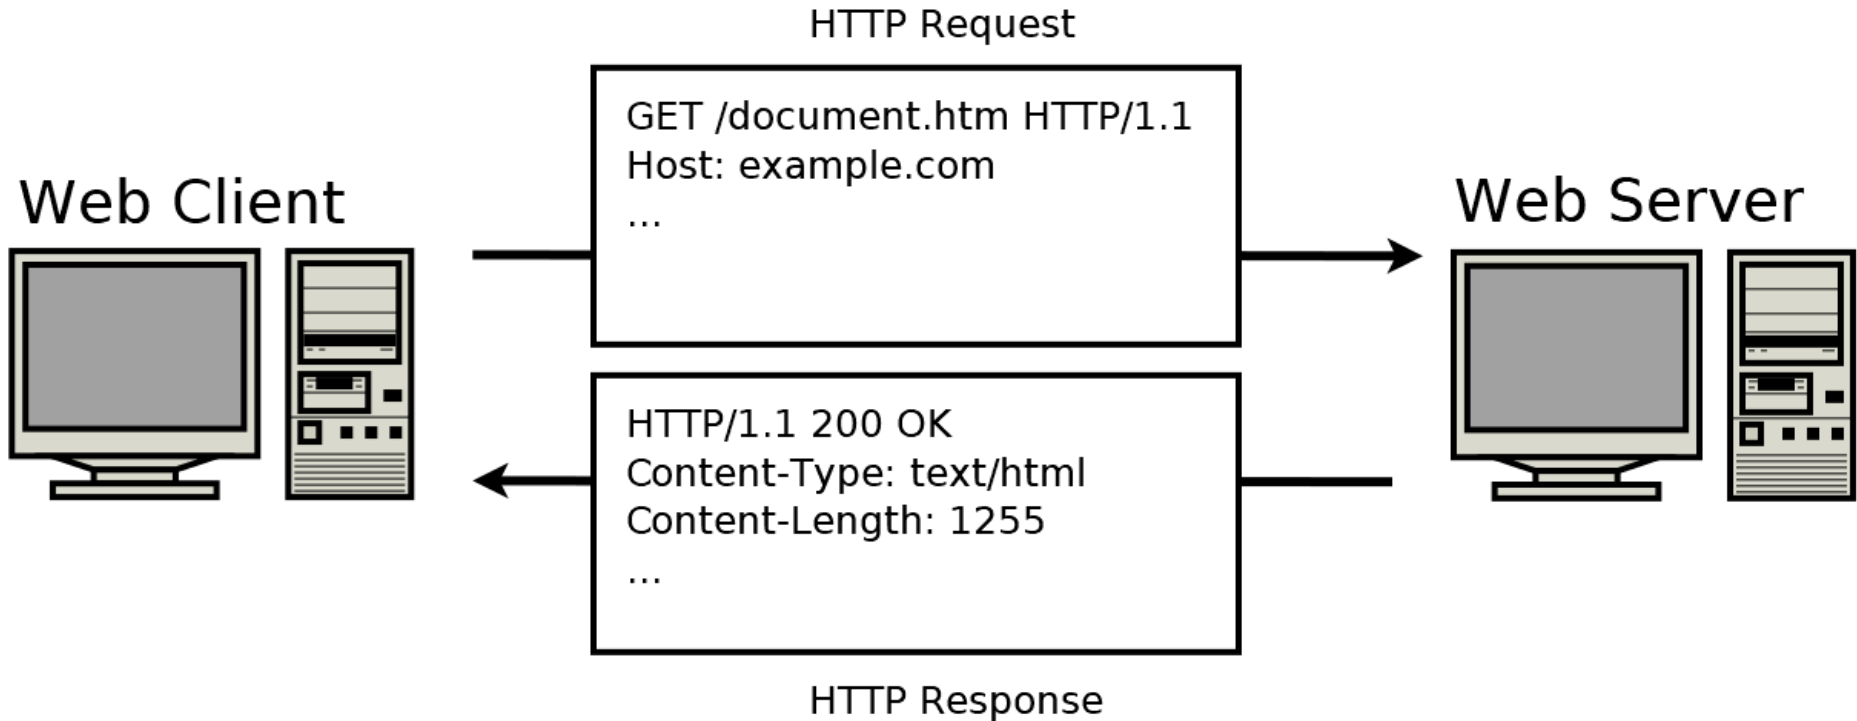 HTTP Request
GET /document.htm HTTP/1.1
Host: example.com
...
Web Client
Web Server
HTTP/1.1 200 OK
Content-Type: text/html
Content-Length: 1255
...
HTTP Response